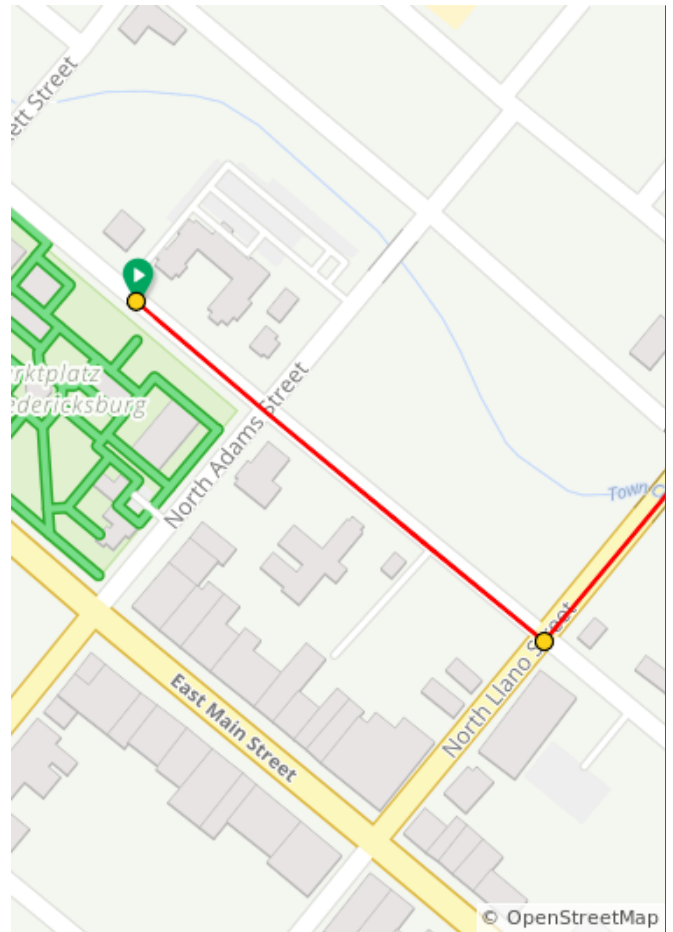 ett Street
rktplatz
edericksburg
North Adams Street
Town C
North Llano Street
East Main Street
© OpenStreetMap